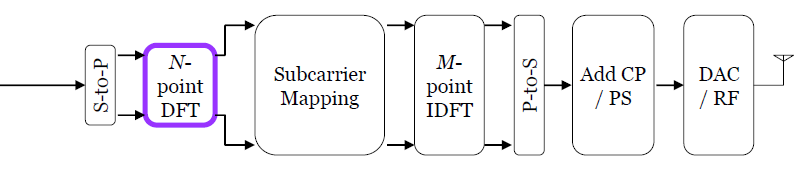 S-to-P
N-
point
DFT
Subcarrier
Mapping
M-
point
IDFT
P-to-S
Add CP
/ PS
DAC
/ RF